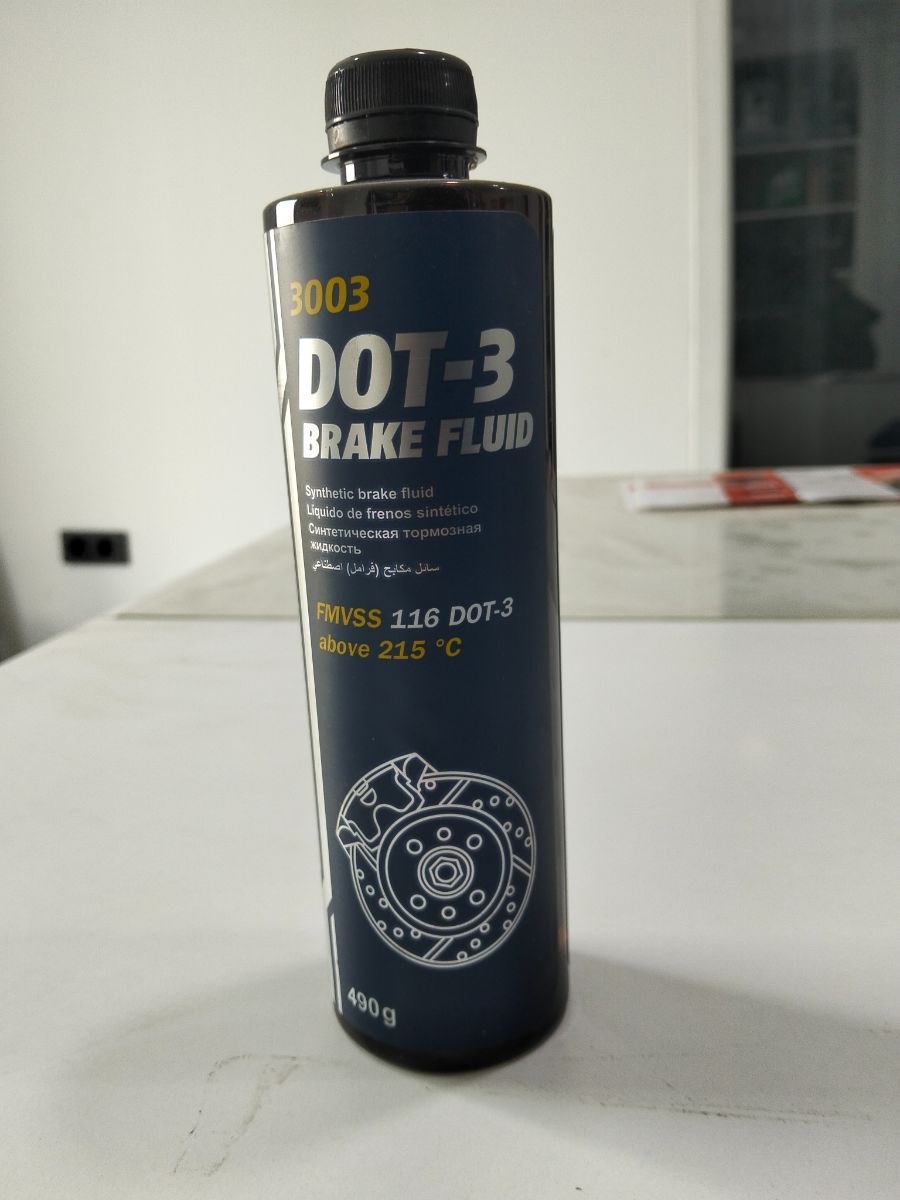 3003
DOT-3
BRAKE FLUID
Synthetic brake fluid
Líquido de frenos sintético
Синтетическая тормозная
жидкость
سائل مكابح (فرامل) اصطناعي
FMVSS 116 DOT-3
above 215 °C
490g